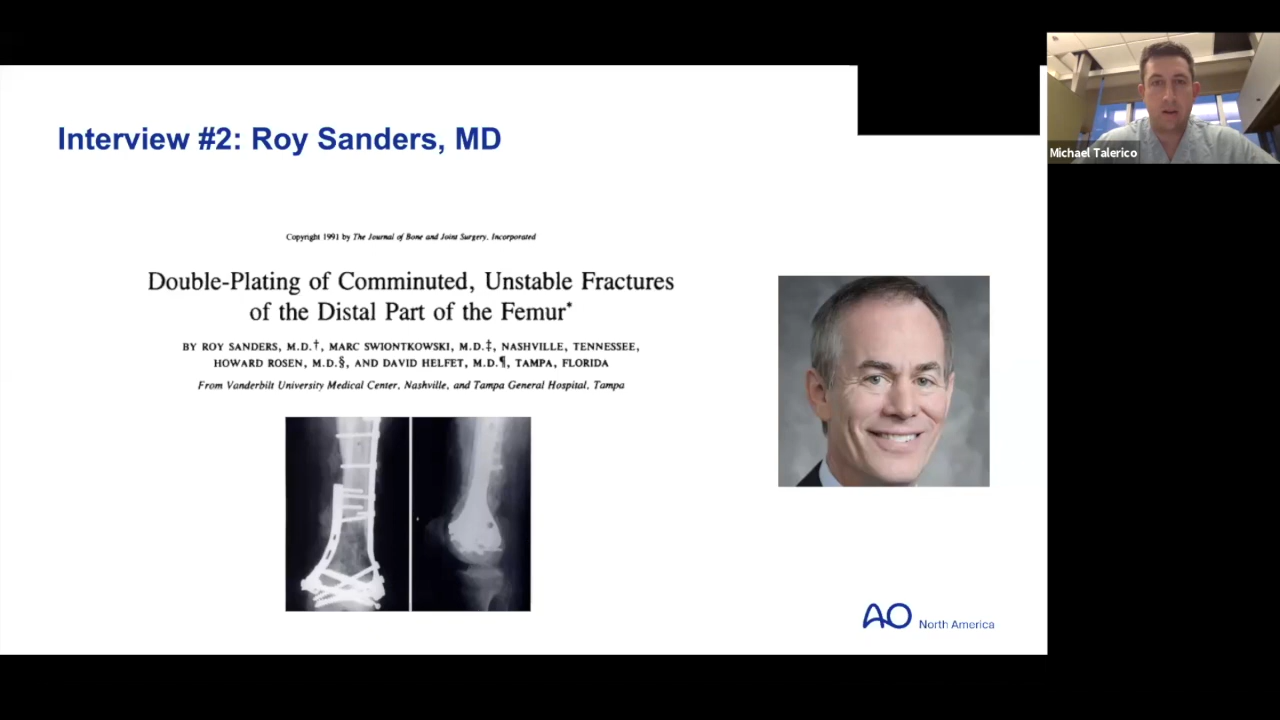 Interview #2: Roy Sanders, MD
Michael Talerico
Copyright 1991 by The Journal of Bone and Joint Surgery, Incorporated
Double-Plating of Comminuted, Unstable Fractures
of the Distal Part of the Femur*
BY ROY SANDERS, M.D.†, MARC SWIONTKOWSKI, M.D.‡, NASHVILLE, TENNESSEE,
HOWARD ROSEN, M.D.§, AND DAVID HELFET, M.D.¶, TAMPA, FLORIDA
From Vanderbilt University Medical Center, Nashville, and Tampa General Hospital, Tampa
AO North America